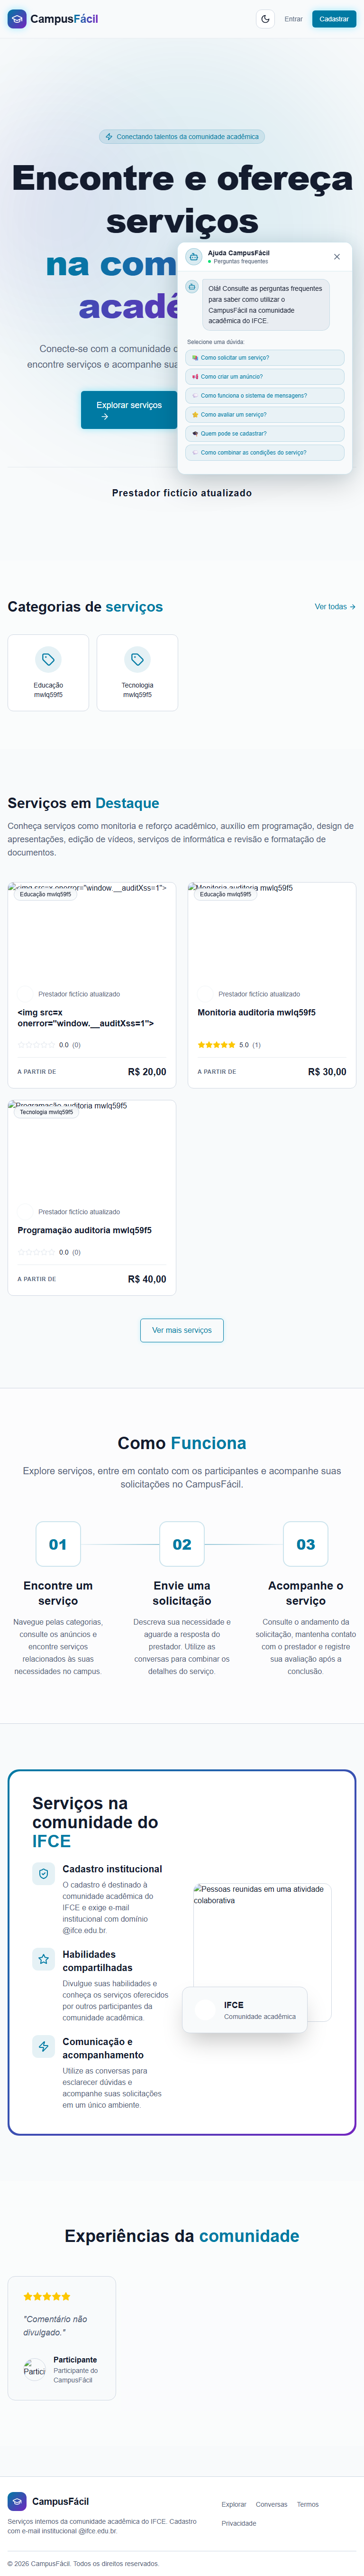 CampusFácil
Entrar
Cadastrar
Conectando talentos da comunidade acadêmica
Encontre e ofereça
serviços
na com
acadê
Conecte-se com a comunidade d
encontre serviços e acompanhe sua
Explorar serviços
Ajuda CampusFácil
Perguntas frequentes
Olá! Consulte as perguntas frequentes
para saber como utilizar o
CampusFácil na comunidade
acadêmica do IFCE.
Selecione uma dúvida:
Como solicitar um serviço?
Como criar um anúncio?
Como funciona o sistema de mensagens?
Como avaliar um serviço?
Quem pode se cadastrar?
Como combinar as condições do serviço?
Prestador fictício atualizado
Categorias de serviços
Ver todas
Educação
mwlq59f5
Tecnologia
mwlq59f5
Serviços em Destaque
Conheça serviços como monitoria e reforço acadêmico, auxílio em programação, design de
apresentações, edição de vídeos, serviços de informática e revisão e formatação de
documentos.
<img src=x onerror="window.__auditXss=1">
Educação mwlq59f5
Prestador fictício atualizado
<img src=x
onerror="window.__auditXss=1">
0.0 (0)
A PARTIR DE
R$ 20,00
Monitoria auditoria mwlq59f5
Educação mwlq59f5
Prestador fictício atualizado
Monitoria auditoria mwlq59f5
5.0 (1)
A PARTIR DE
R$ 30,00
Programação auditoria mwlq59f5
Tecnologia mwlq59f5
Prestador fictício atualizado
Programação auditoria mwlq59f5
0.0 (0)
A PARTIR DE
R$ 40,00
Ver mais serviços
Como Funciona
Explore serviços, entre em contato com os participantes e acompanhe suas
solicitações no CampusFácil.
01
Encontre um
serviço
Navegue pelas categorias,
consulte os anúncios e
encontre serviços
relacionados às suas
necessidades no campus.
02
Envie uma
solicitação
Descreva sua necessidade e
aguarde a resposta do
prestador. Utilize as
conversas para combinar os
detalhes do serviço.
03
Acompanhe o
serviço
Consulte o andamento da
solicitação, mantenha contato
com o prestador e registre
sua avaliação após a
conclusão.
Serviços na
comunidade do
IFCE
Cadastro institucional
O cadastro é destinado à
comunidade acadêmica do
IFCE e exige e-mail
institucional com domínio
@ifce.edu.br.
Habilidades
compartilhadas
Divulgue suas habilidades e
conheça os serviços oferecidos
por outros participantes da
comunidade acadêmica.
Comunicação e
acompanhamento
Utilize as conversas para
esclarecer dúvidas e
acompanhe suas solicitações
em um único ambiente.
Pessoas reunidas em uma atividade
colaborativa
IFCE
Comunidade acadêmica
Experiências da comunidade
"Comentário não
divulgado."
Partici
Participante
Participante do
CampusFácil
CampusFácil
Serviços internos da comunidade acadêmica do IFCE. Cadastro
com e-mail institucional @ifce.edu.br.
Explorar
Conversas
Termos
Privacidade
© 2026 CampusFácil. Todos os direitos reservados.